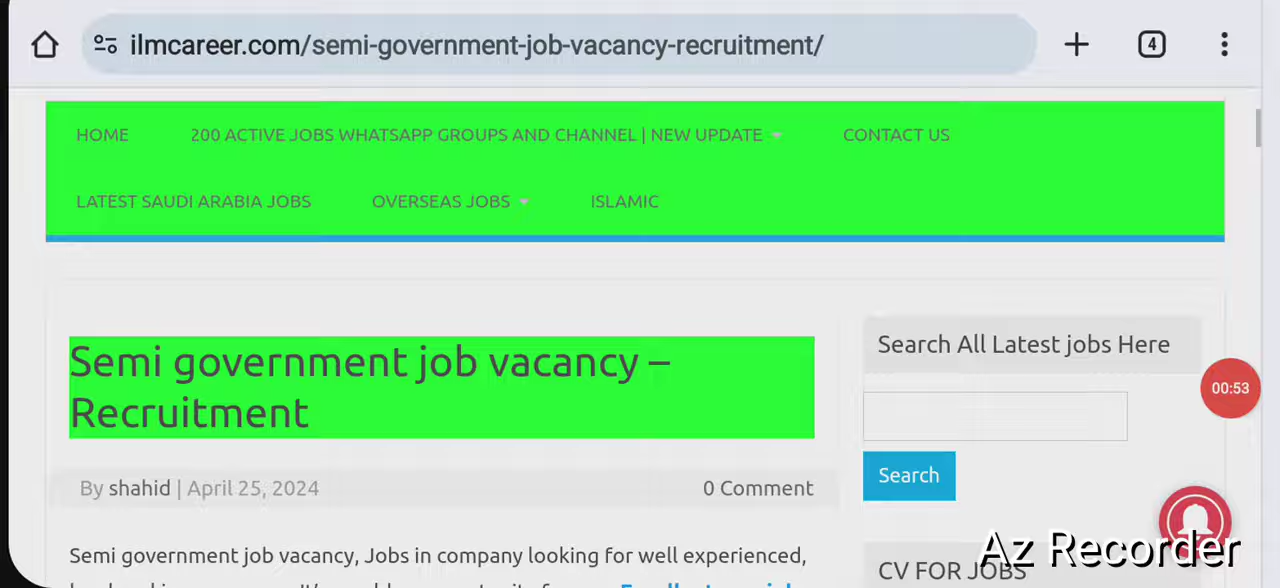 ilmcareer.com/semi-government-job-vacancy-recruitment/
4
HOME
200 ACTIVE JOBS WHATSAPP GROUPS AND CHANNEL | NEW UPDATE
CONTACT US
LATEST SAUDI ARABIA JOBS
OVERSEAS JOBS
ISLAMIC
Semi government job vacancy –
Recruitment
By shahid | April 25, 2024
0 Comment
Semi government job vacancy, Jobs in company looking for well experienced,
Search All Latest jobs Here
Search
00:53
CV FOR JOBS
Az Recorder